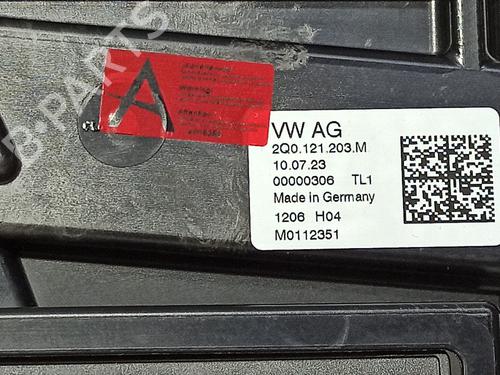 PARTS
A
VW AG
2Q0.121.203.M
10.07.23
00000306 TL1
Made in Germany
1206 H04
M0112351